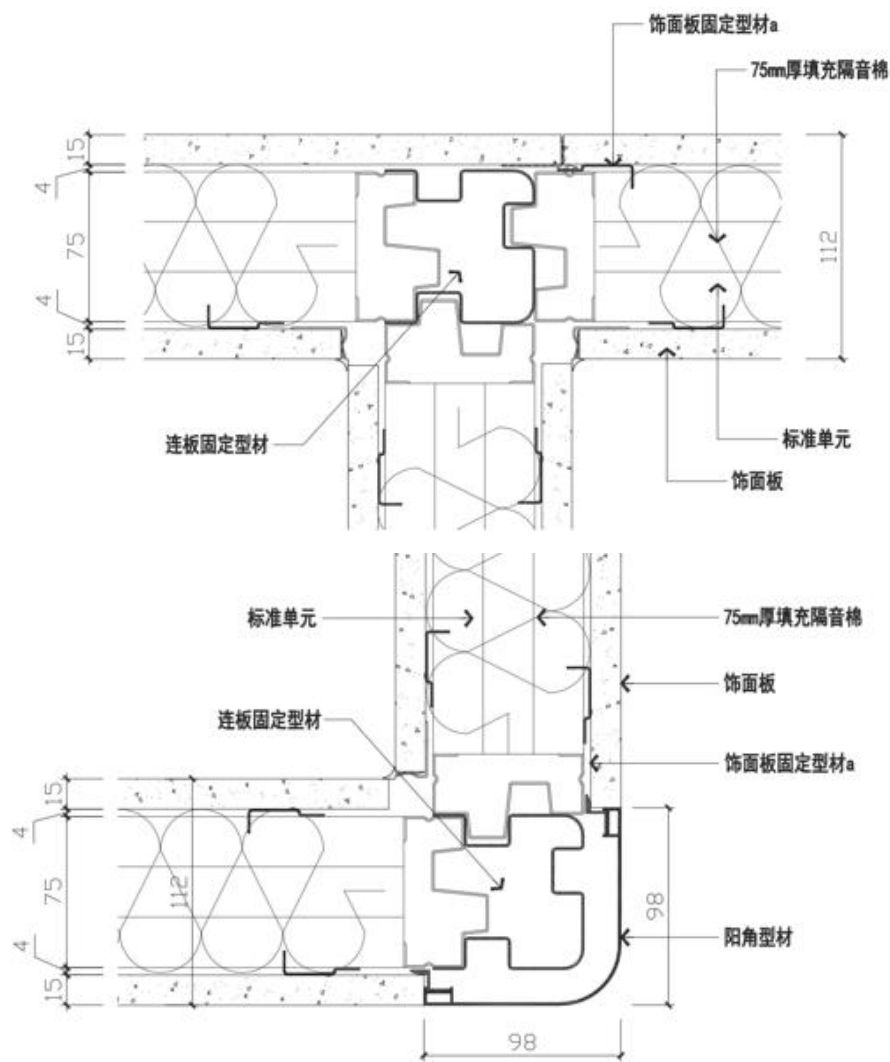 饰面板固定型材a
75mm厚填充隔音棉
15
4
75
4
15
112
连板固定型材
标准单元
饰面板
标准单元
75mm厚填充隔音棉
饰面板
连板固定型材
饰面板固定型材a
15
4
75
4
15
112
98
阳角型材
98